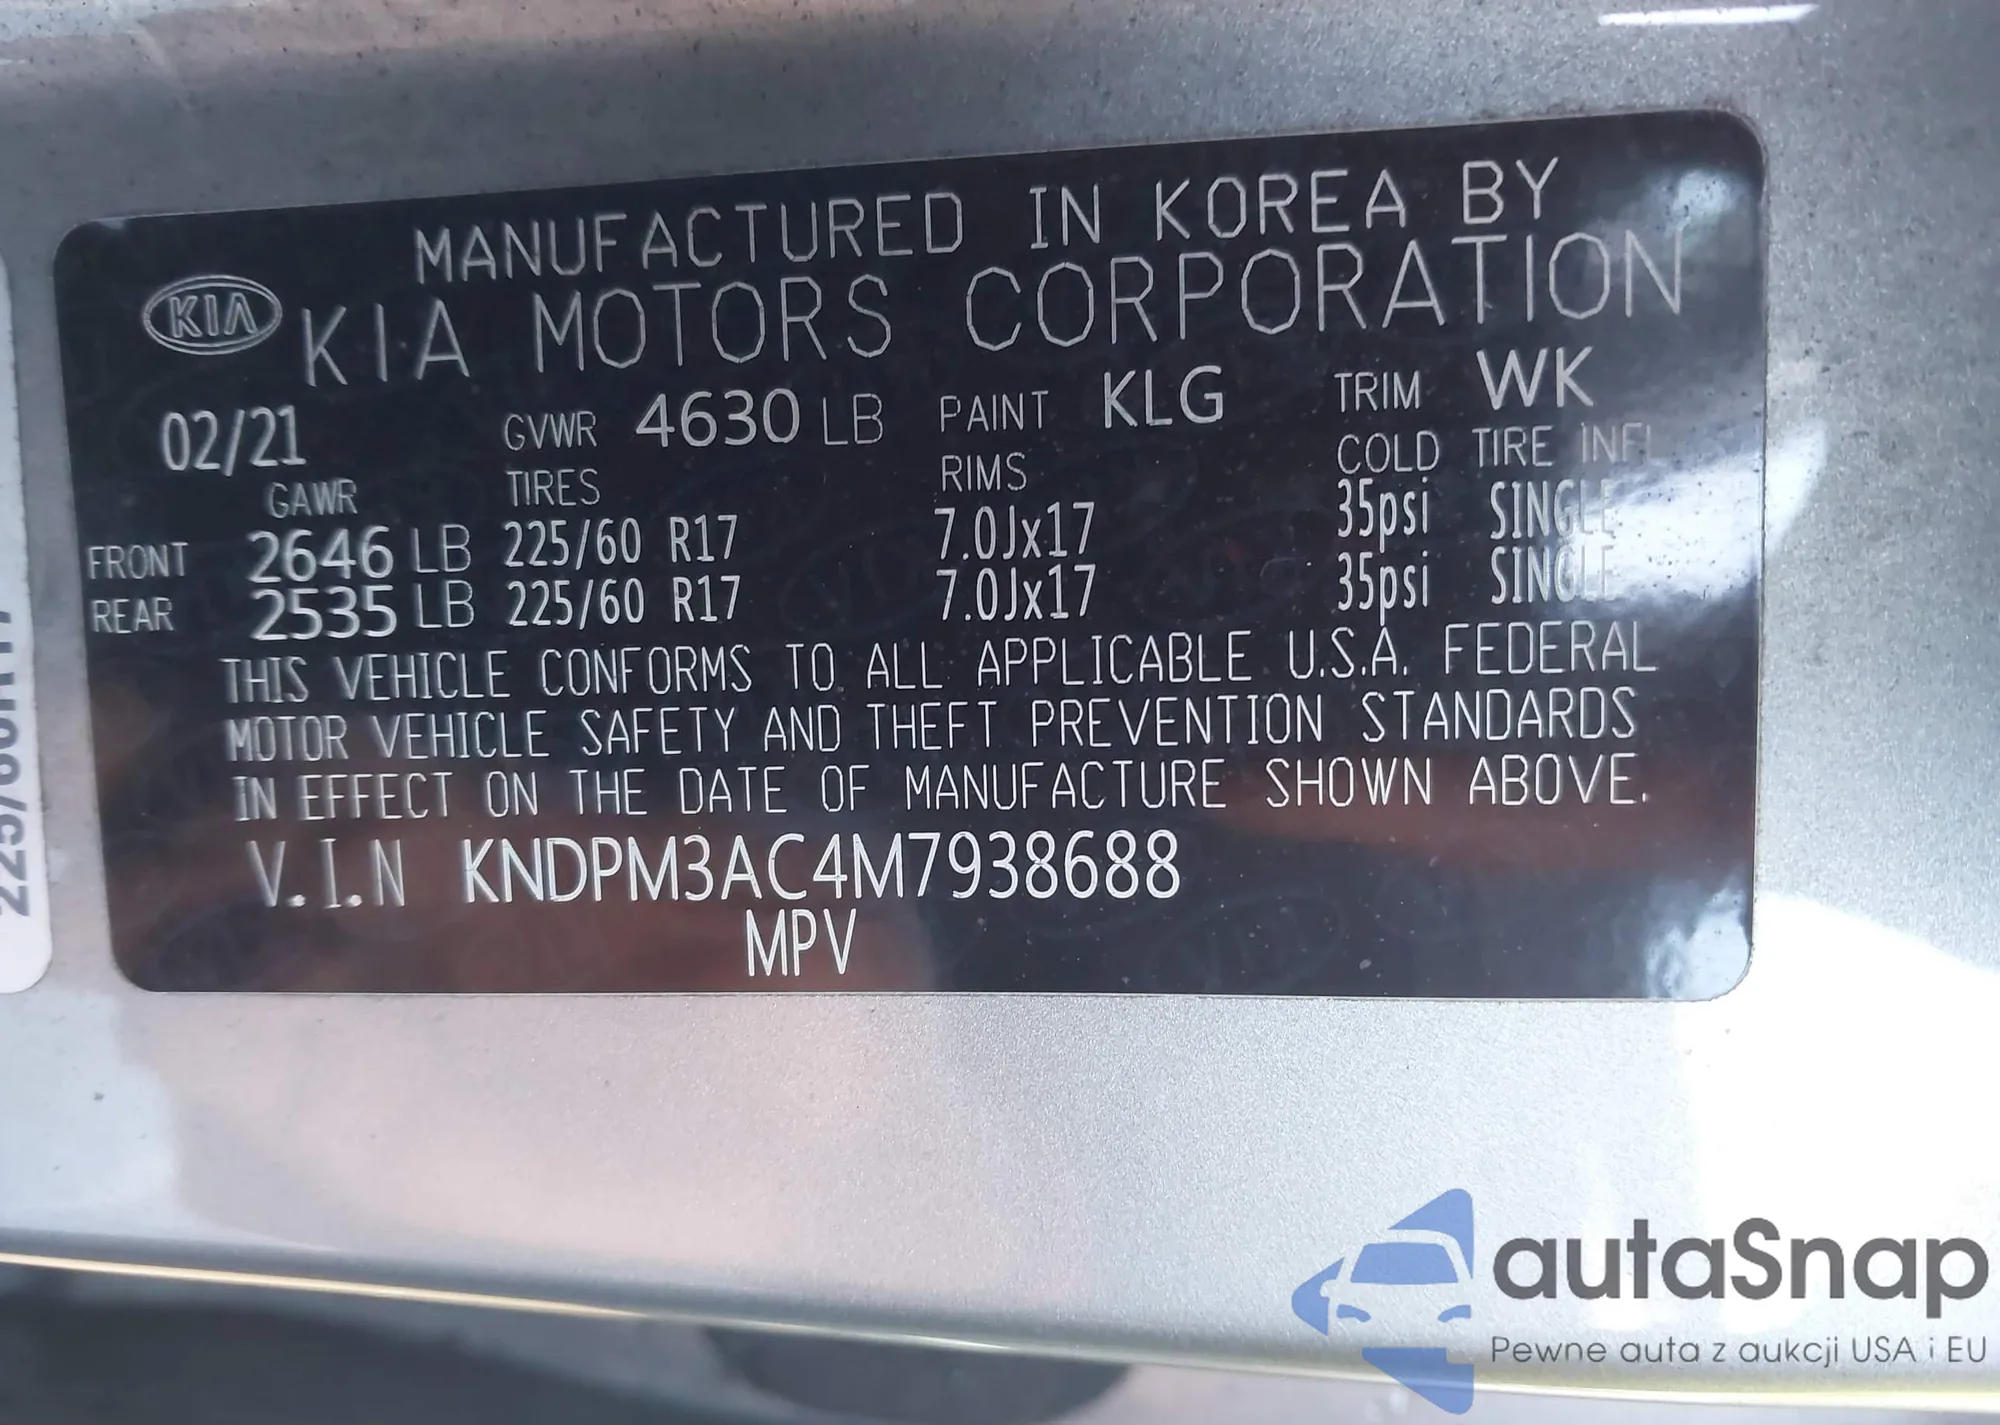 MANUFACTURED IN KOREA BY
KIA KIA MOTORS CORPORATION
02/21 GVWR 4630 LB PAINT KLG TRIM WK
GAWR TIRES RIMS COLD TIRE INFL
FRONT 2646 LB 225/60 R17 7.0Jx17 35psi SINGLE
REAR 2535 LB 225/60 R17 7.0Jx17 35psi SINGLE
THIS VEHICLE CONFORMS TO ALL APPLICABLE U.S.A. FEDERAL
MOTOR VEHICLE SAFETY AND THEFT PREVENTION STANDARDS
IN EFFECT ON THE DATE OF MANUFACTURE SHOWN ABOVE.
V.I.N KNDPM3AC4M7938688
MPV
225/60R17
autaSnap
Pewne auta z aukcji USA i EU